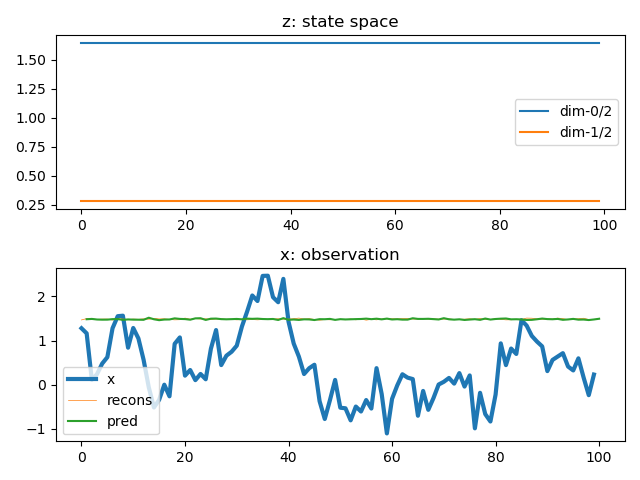 z: state space
1.50
1.25
1.00
0.75
0.50
0.25
dim-0/2
dim-1/2
0 20 40 60 80 100
x: observation
2
1
0
−1
x
recons
pred
0 20 40 60 80 100